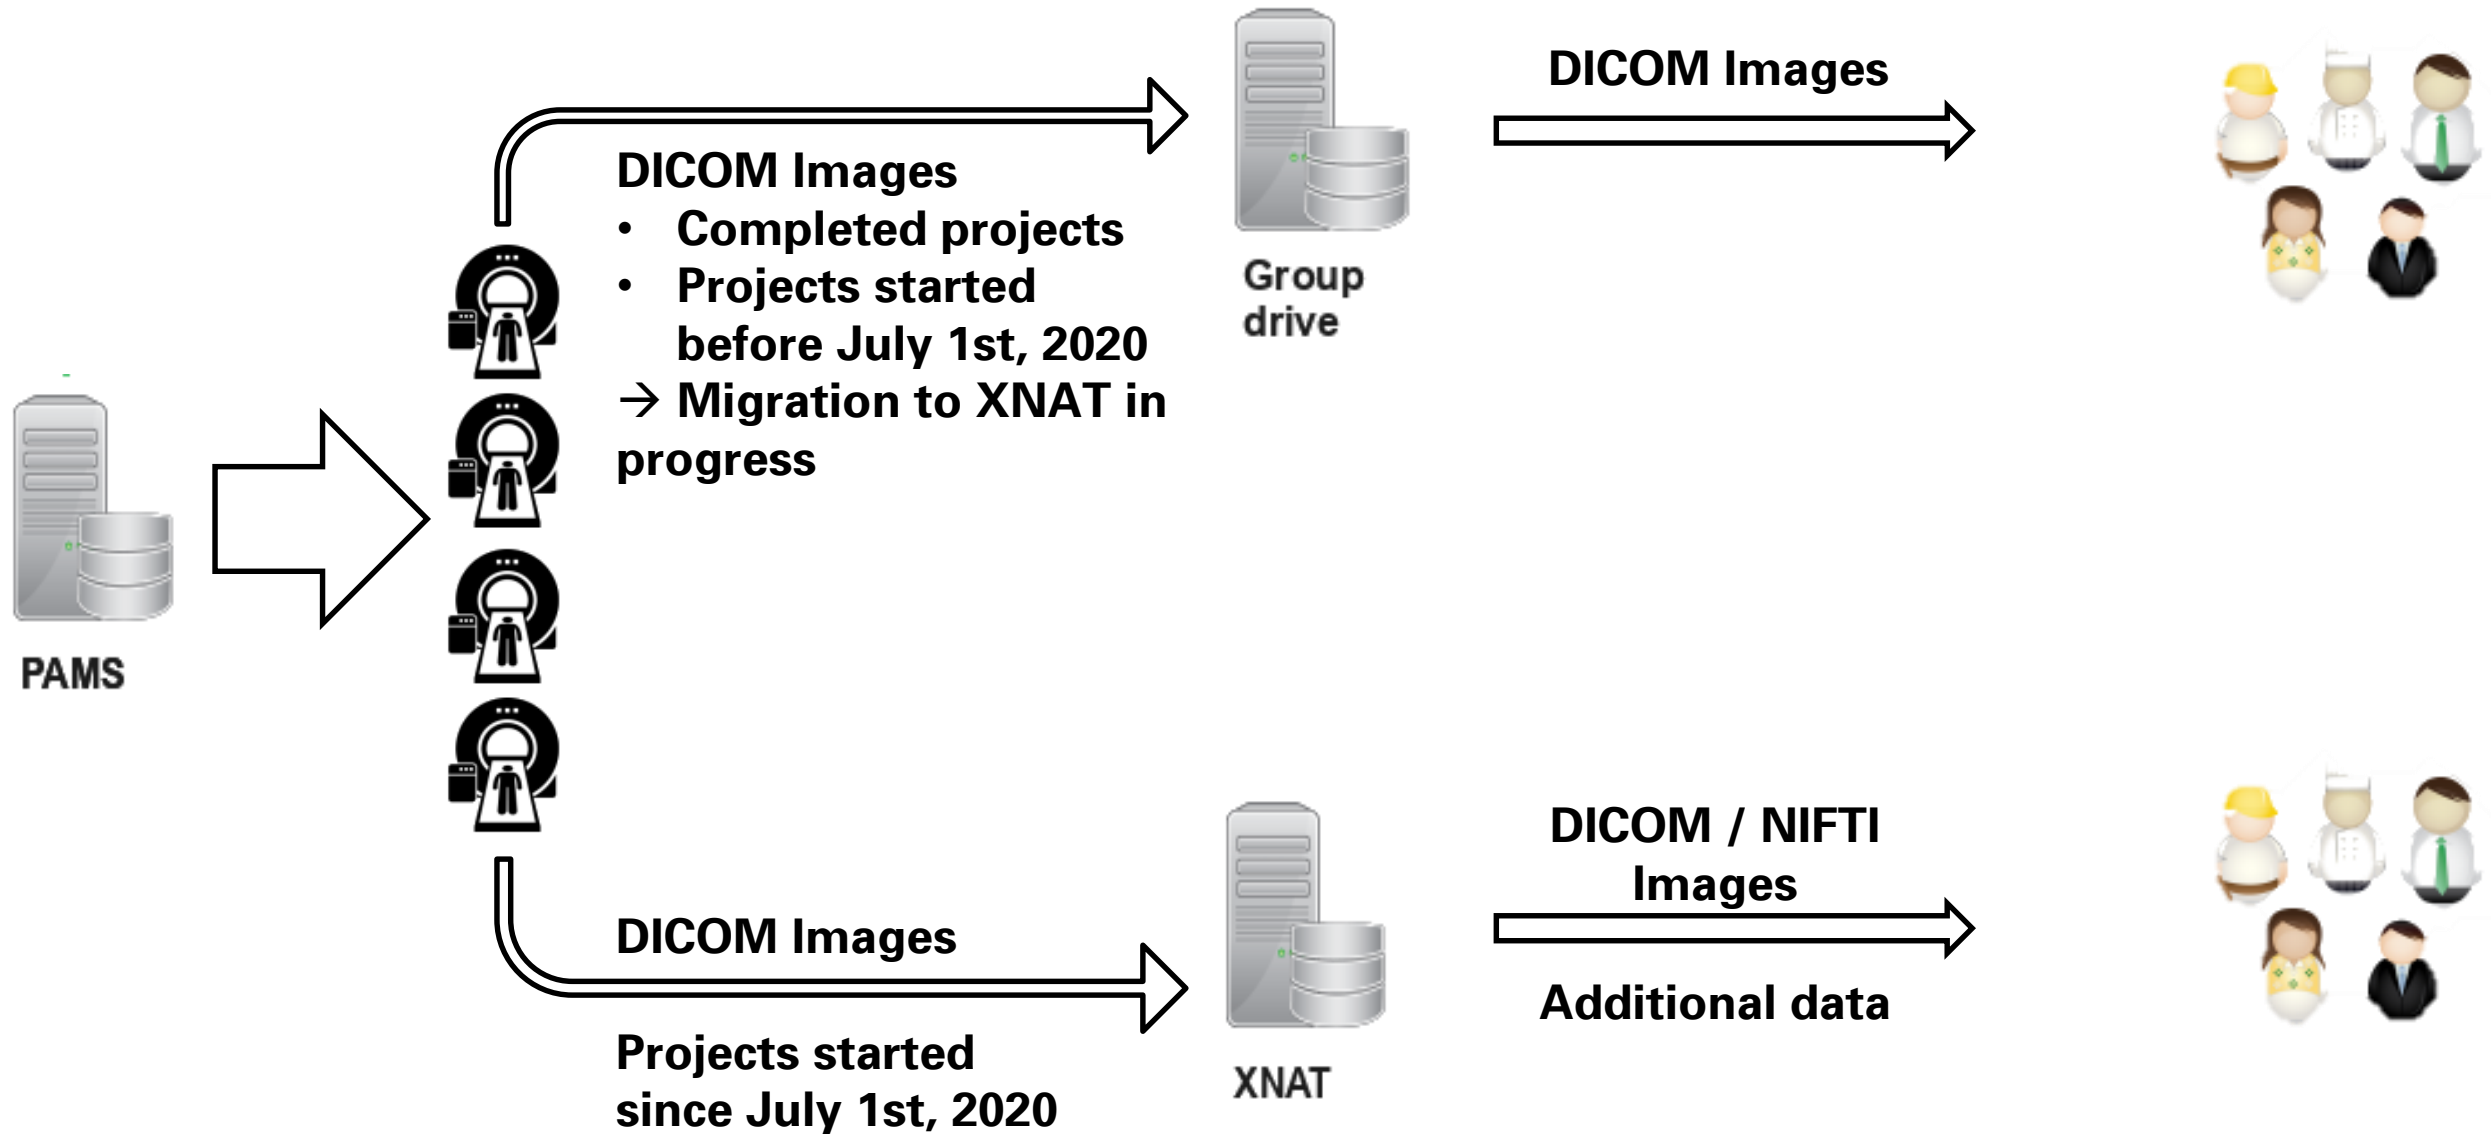 DICOM Images
• Completed projects
• Projects started
before July 1st, 2020
→ Migration to XNAT in
progress
Group
drive
DICOM Images
PAMS
DICOM Images
Projects started
since July 1st, 2020
XNAT
DICOM / NIFTI
Images
Additional data